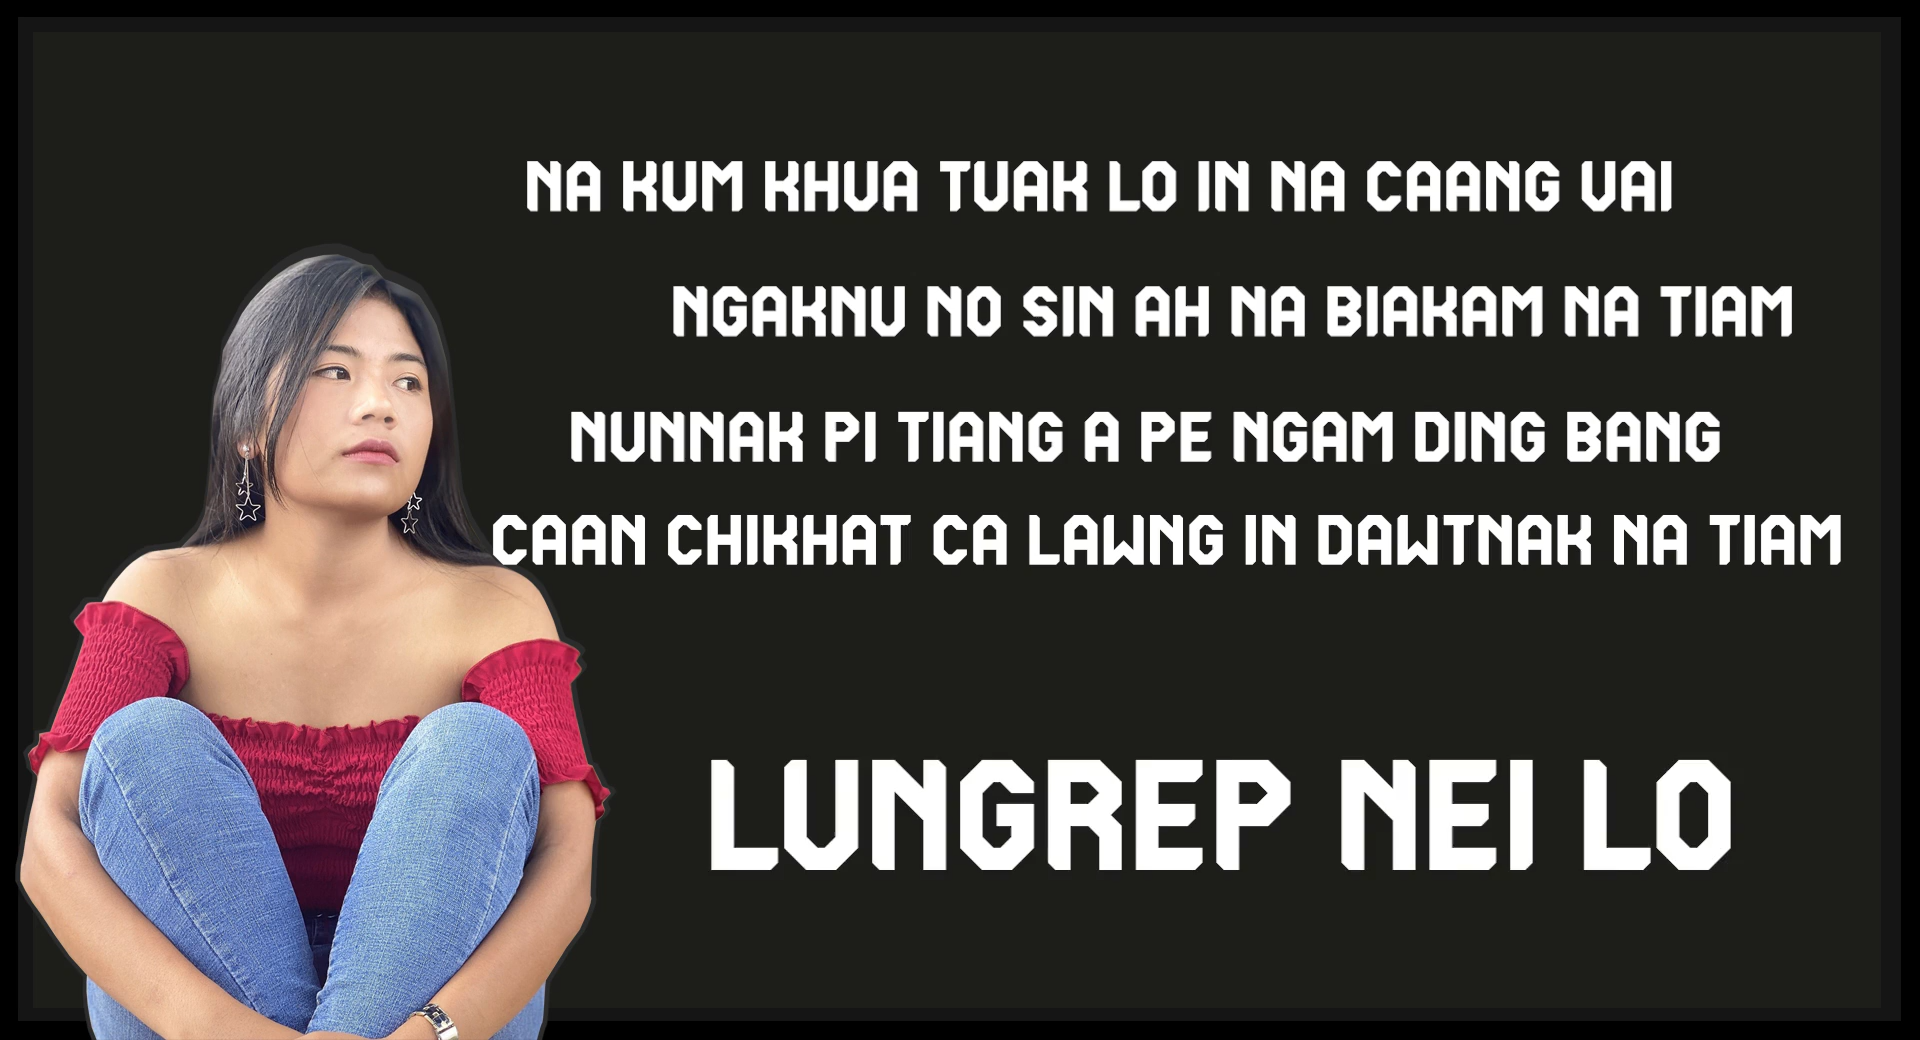 NA KUM KHUA TUAK LO IN NA CAANG VAI
NGAKNU NO SIN AH NA BIAKAM NA TIAM
NUNNAK PI TIANG A PE NGAM DING BANG
CAAN CHIKHAT CA LAWNG IN DAWTNAK NA TIAM
LUNGREP NEI LO